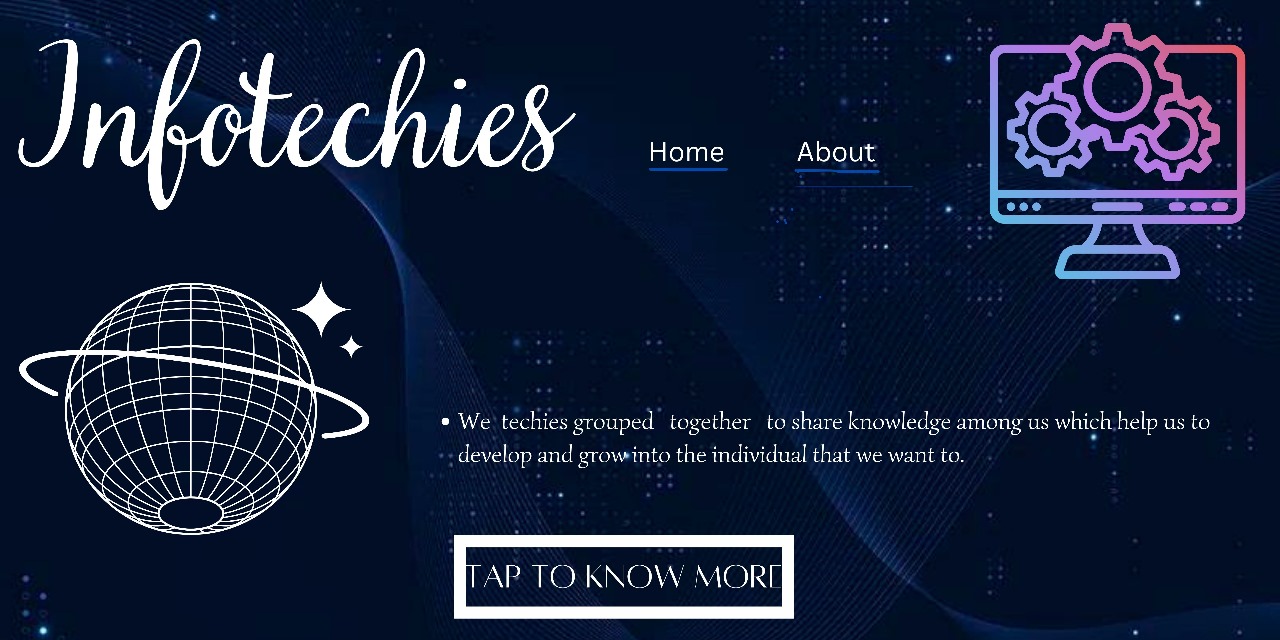 Infotechies
Home About
• We techies grouped together to share knowledge among us which help us to
develop and grow into the individual that we want to.
TAP TO KNOW MORE